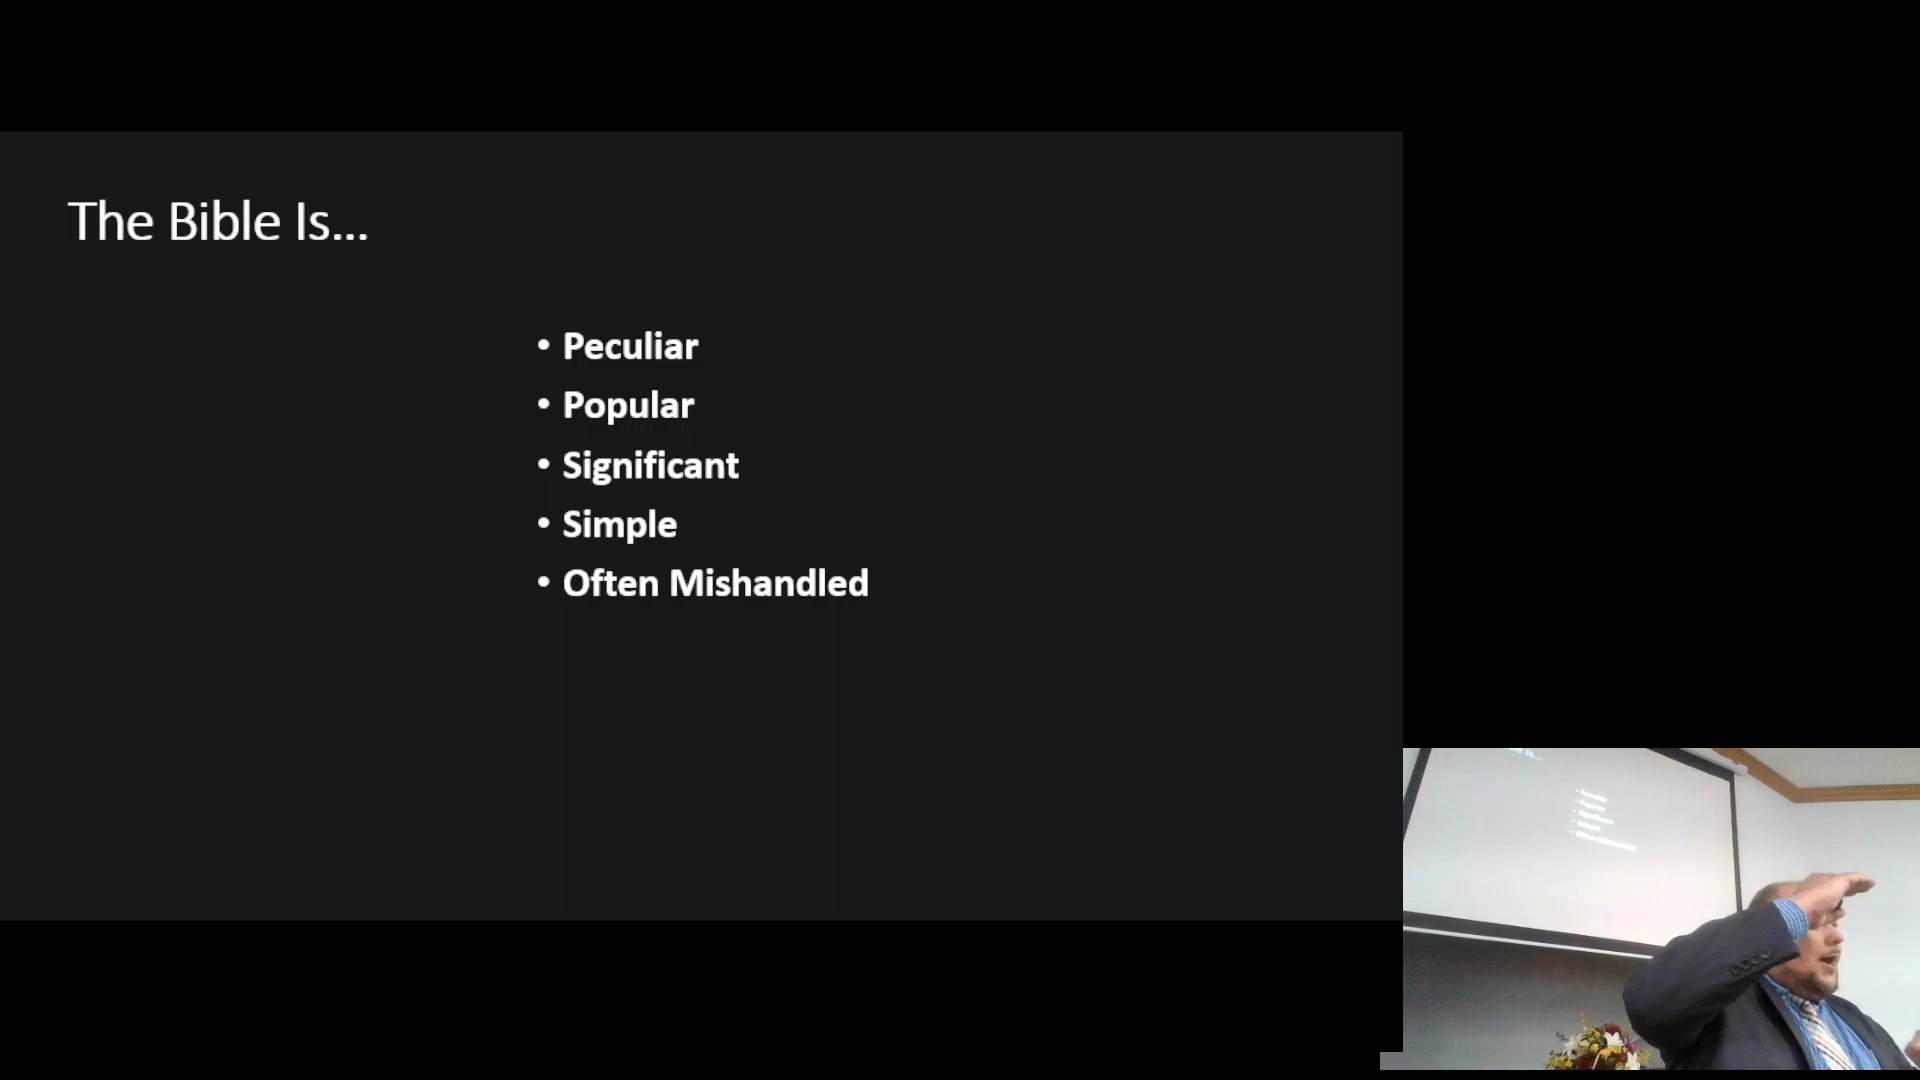 The Bible Is...
• Peculiar
• Popular
• Significant
• Simple
• Often Mishandled